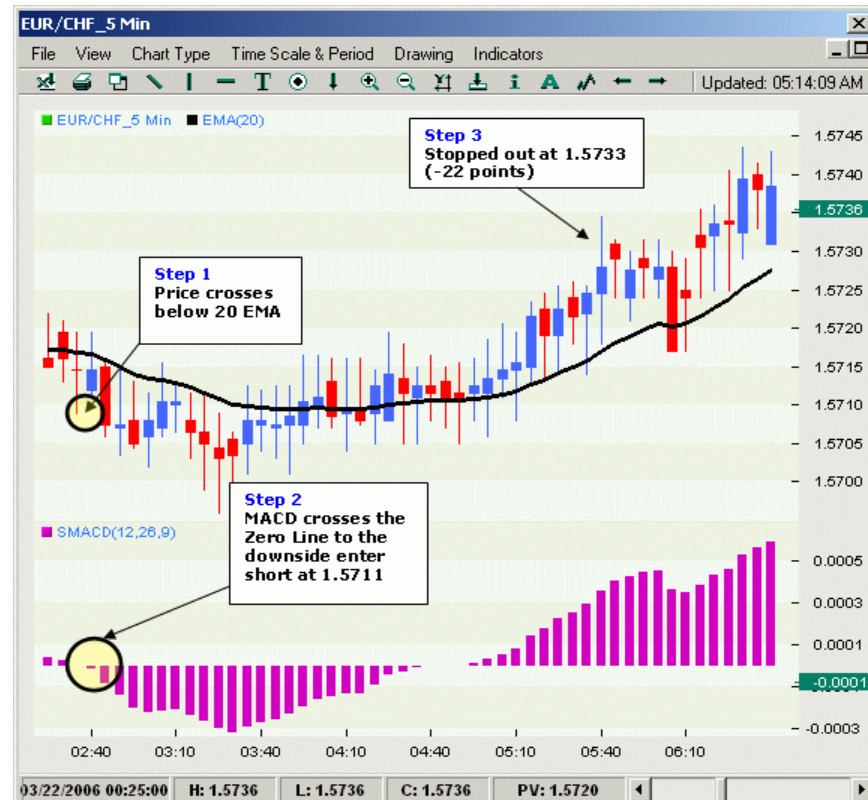 EUR/CHF_5 Min
File View Chart Type Time Scale & Period Drawing Indicators
T i A Updated: 05:14:09 AM
EUR/CHF_5 Min EMA(20)
Step 3
Stopped out at 1.5733
(-22 points)
Step 1
Price crosses
below 20 EMA
1.5745
1.5740
1.5736
1.5730
1.5725
1.5720
1.5715
1.5710
1.5705
1.5700
Step 2
MACD crosses the
Zero Line to the
downside enter
short at 1.5711
SMACD(12,26,9)
0.0005
0.0003
0.0001
-0.0001
-0.0003
02:40 03:10 03:40 04:10 04:40 05:10 05:40 06:10
03/22/2006 00:25:00 H: 1.5736 L: 1.5736 C: 1.5736 PV: 1.5720